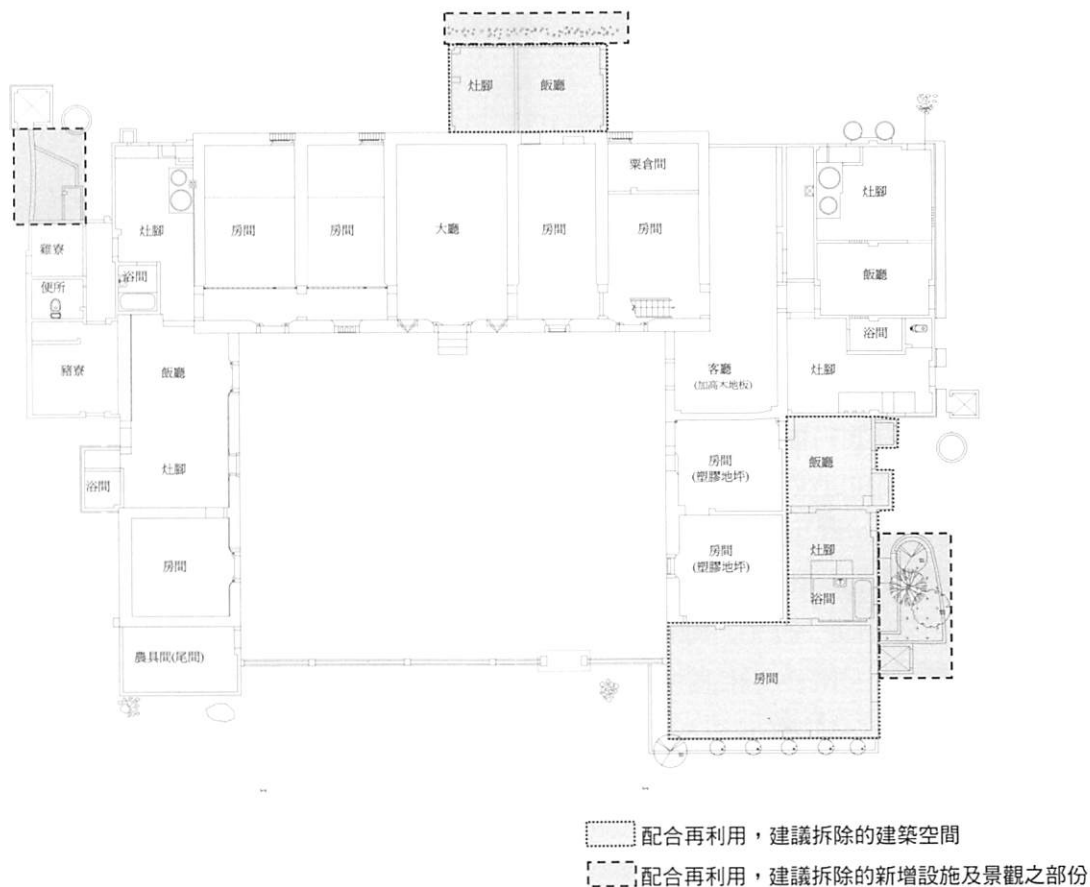 灶腳
飯廳
粟倉間
灶腳
灶腳
房間
房間
大廳
房間
房間
雞寮
浴間
飯廳
便所
浴間
豬寮
飯廳
客廳
(加高木地板)
灶腳
灶腳
浴間
房間
(塑膠地坪)
飯廳
房間
房間
(塑膠地坪)
灶腳
浴間
農具間(尾間)
房間
配合再利用,建議拆除的建築空間
配合再利用,建議拆除的新增設施及景觀之部份